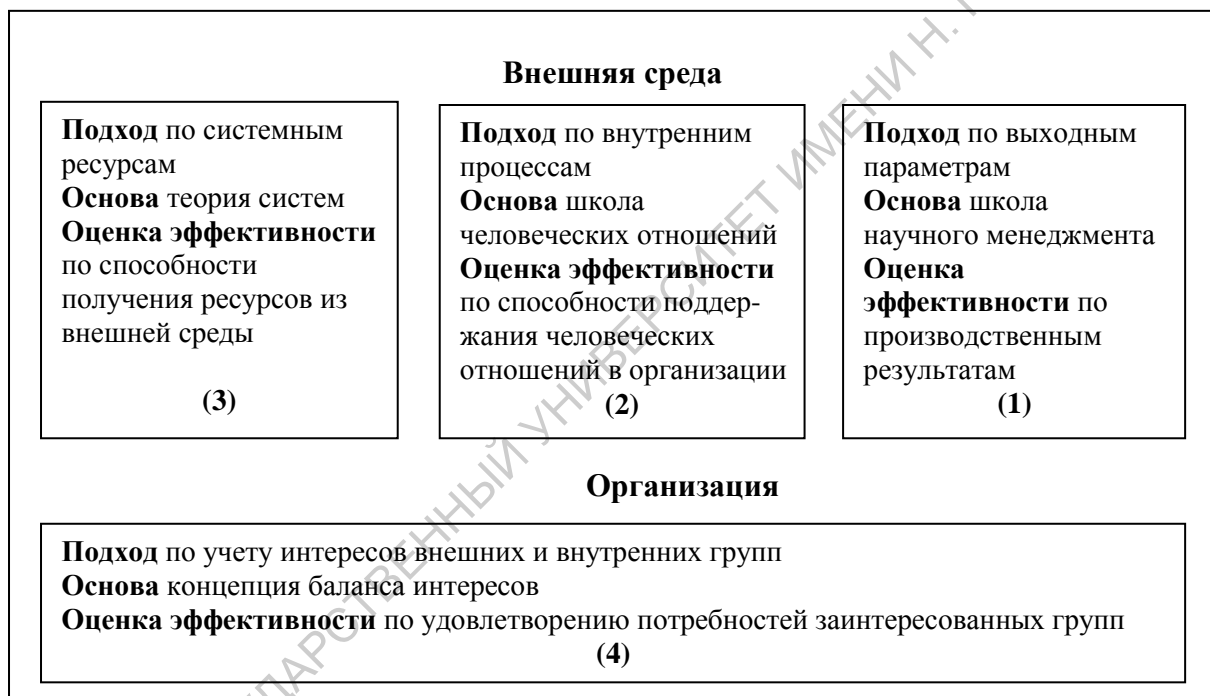 Внешняя среда
Подход по системным
ресурсам
Основа теория систем
Оценка эффективности
по способности
получения ресурсов из
внешней среды
(3)
Подход по внутренним
процессам
Основа школа
человеческих отношений
Оценка эффективности
по способности поддер-
жания человеческих
отношений в организации
(2)
Подход по выходным
параметрам
Основа школа
научного менеджмента
Оценка
эффективности по
производственным
результатам
(1)
Организация
Подход по учету интересов внешних и внутренних групп
Основа концепция баланса интересов
Оценка эффективности по удовлетворению потребностей заинтересованных групп
(4)
ДАРСТВЕННЫЙ УНИВЕРСИТЕТ ИМЕНИ Н. Г